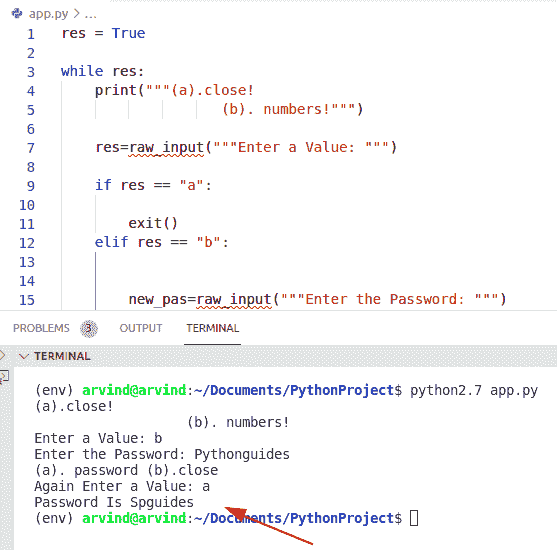 app.py > ...
1 res = True
2
3 while res:
4 print("""(a).close!
5 (b). numbers!""")
6
7 res=raw_input("""Enter a Value: """)
8
9 if res == "a":
10
11 exit()
12 elif res == "b":
13
14
15 new_pas=raw_input("""Enter the Password: """)
PROBLEMS 3 OUTPUT TERMINAL
TERMINAL
(env) arvind@arvind:~/Documents/PythonProject$ python2.7 app.py
(a).close!
(b). numbers!
Enter a Value: b
Enter the Password: Pythonguides
(a). password (b).close
Again Enter a Value: a
Password Is Spguides
(env) arvind@arvind:~/Documents/PythonProject$